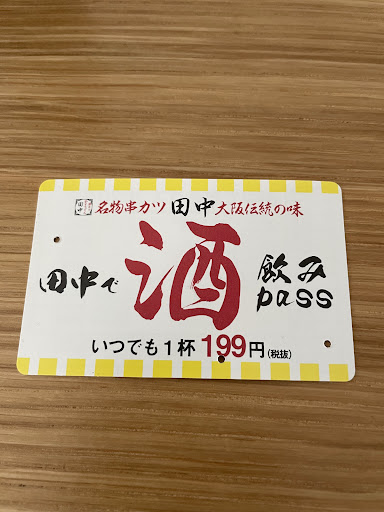 名物串カツ 田中 大阪伝統の味
田中で 酒 飲み pass
いつでも1杯 199円(税抜)